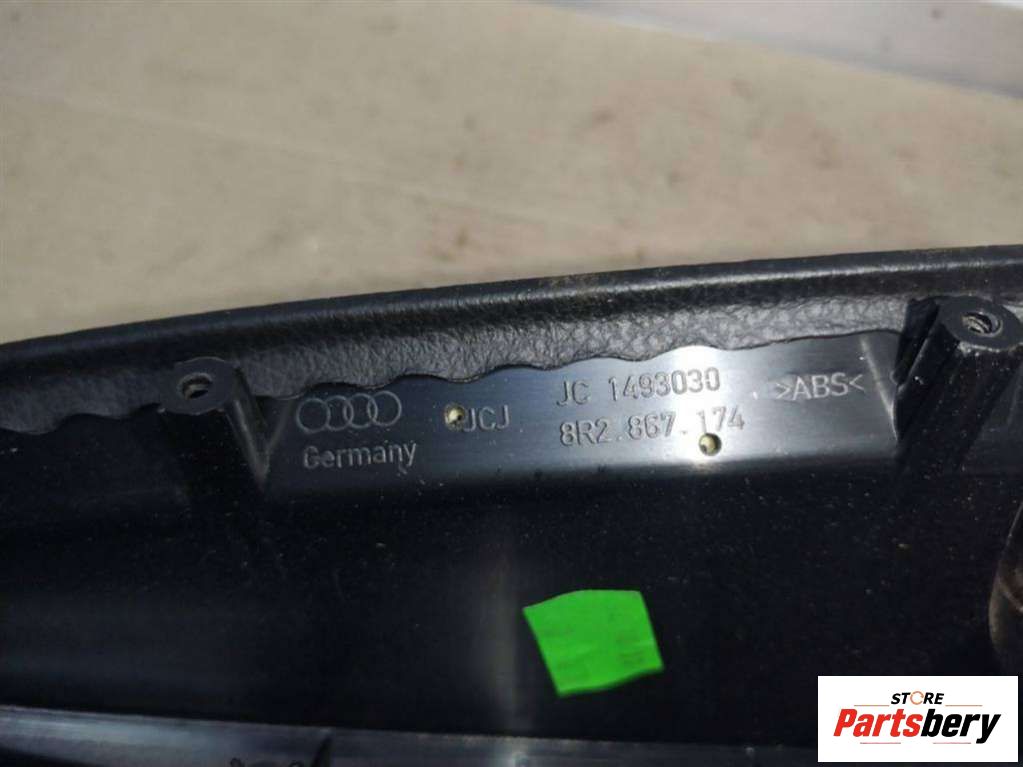 JCJ
JC 1493030
>ABS<
Germany
8R2.867.174
STORE
Partsbery